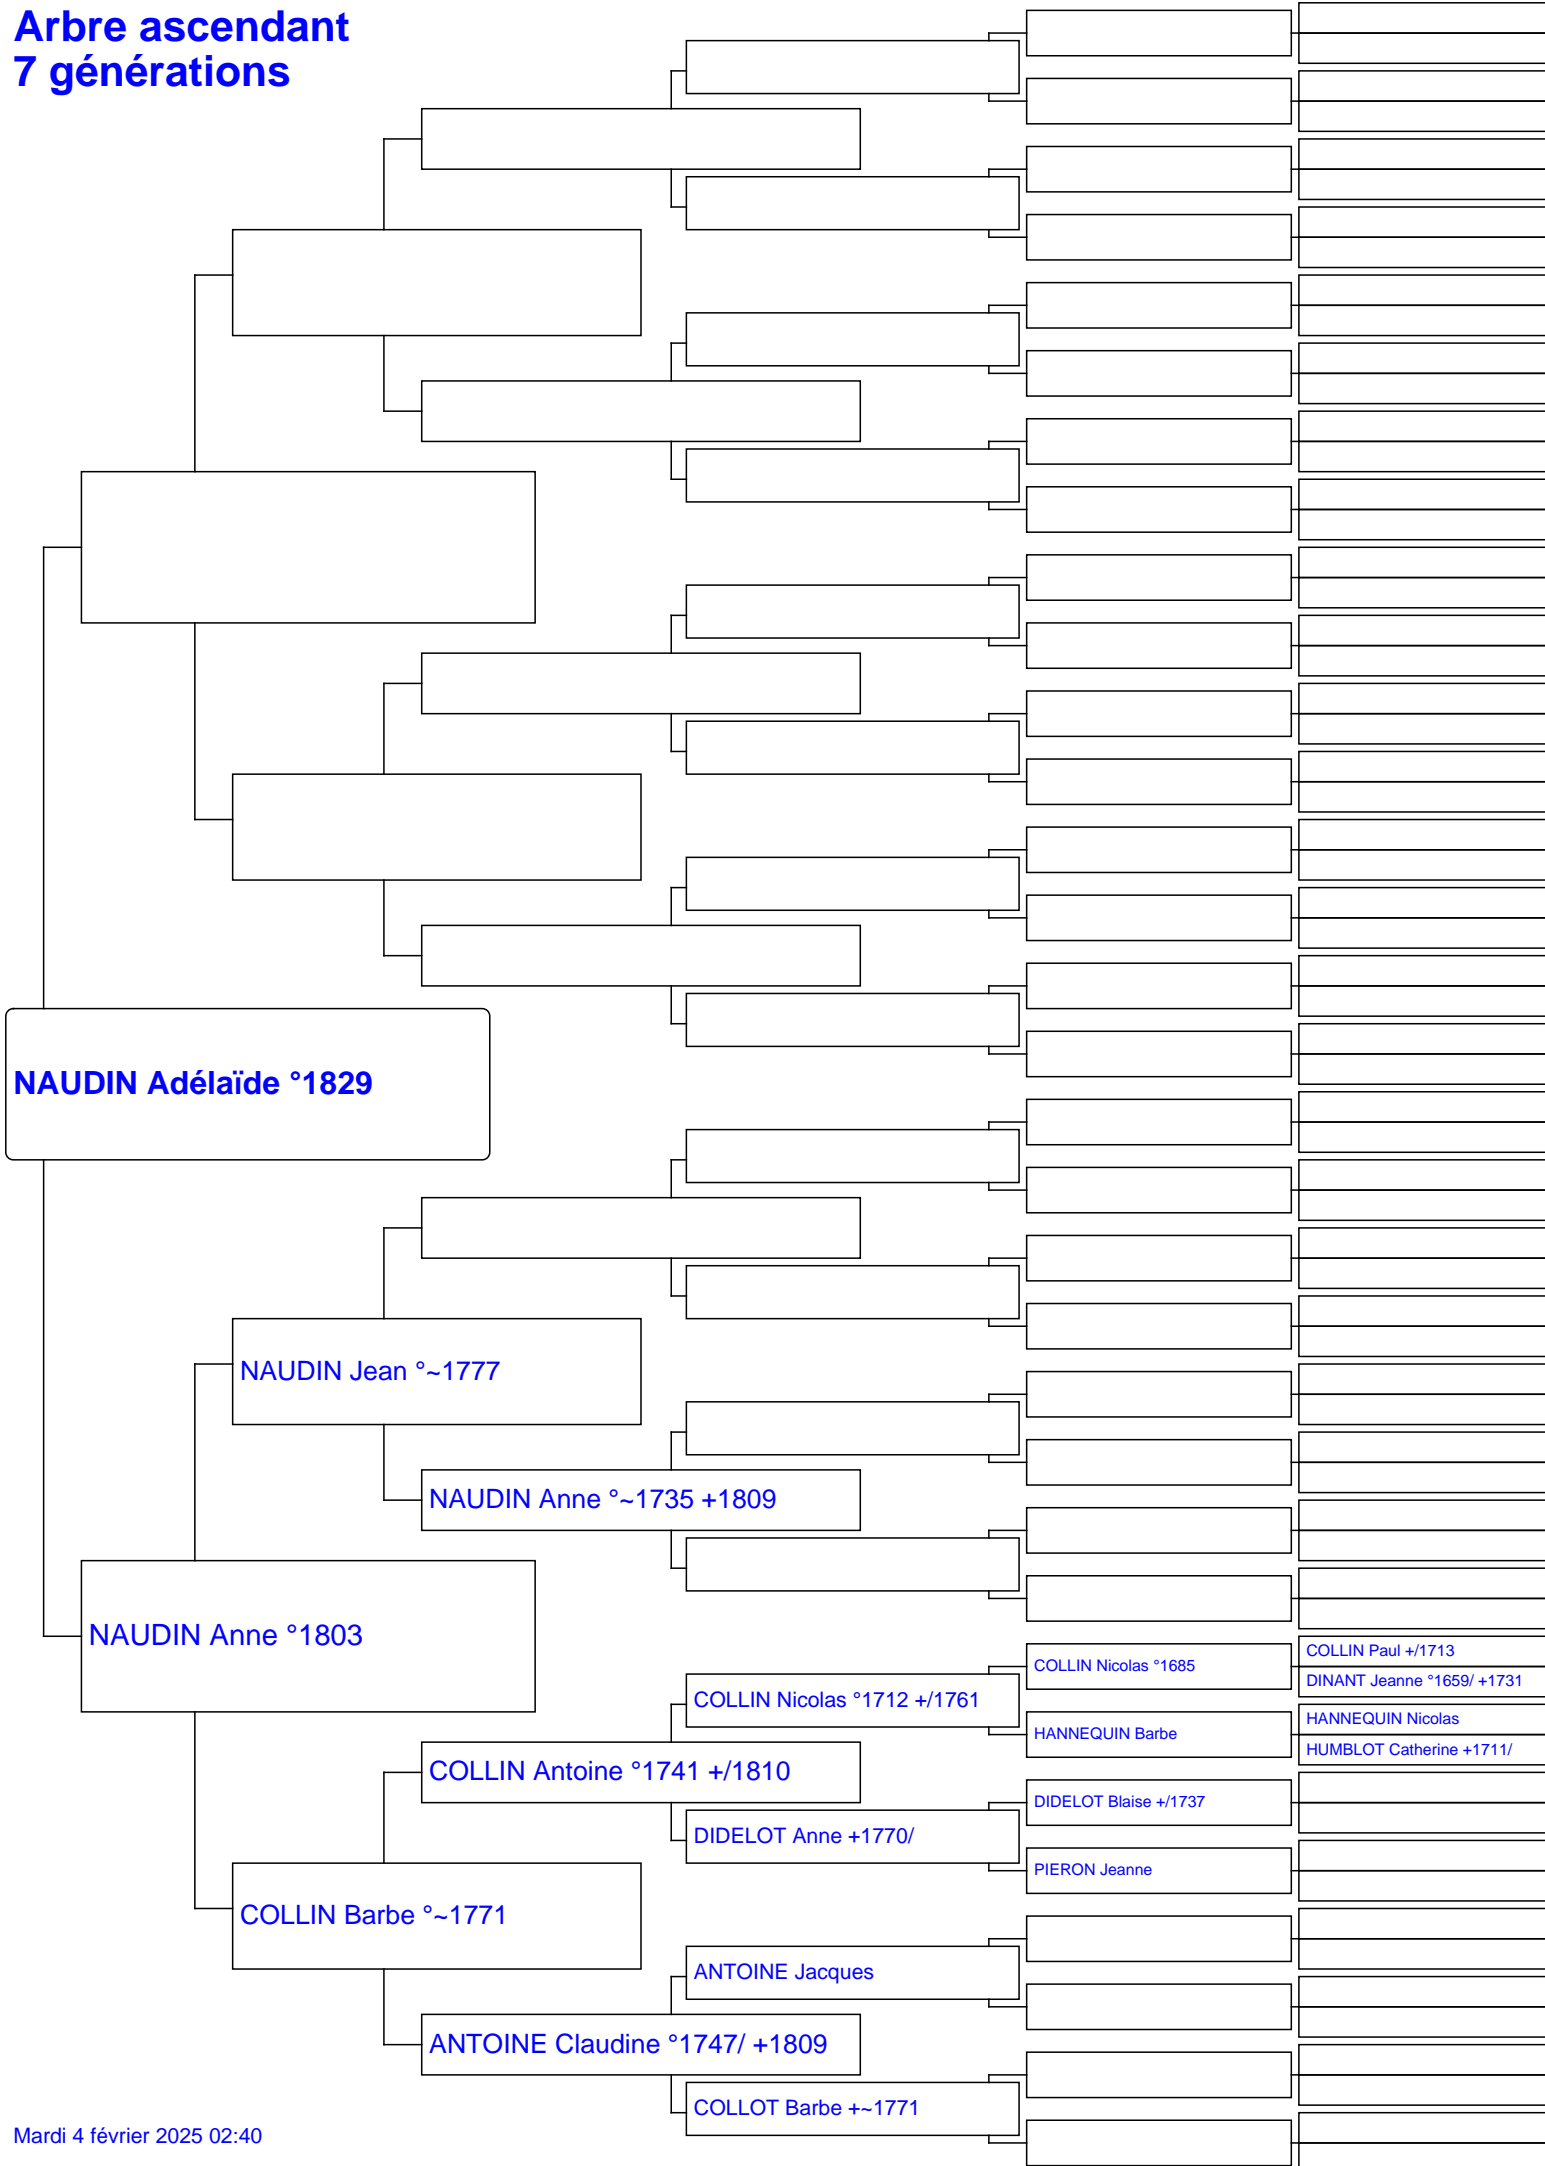 Arbre ascendant
7 générations
NAUDIN Adélaïde °1829
NAUDIN Jean °~1777
NAUDIN Anne °~1735 +1809
NAUDIN Anne °1803
COLLIN Nicolas °1685
COLLIN Paul +/1713
DINANT Jeanne °1659/ +1731
COLLIN Nicolas °1712 +/1761
HANNEQUIN Barbe
HANNEQUIN Nicolas
HUMBLOT Catherine +1711/
COLLIN Antoine °1741 +/1810
DIDELOT Blaise +/1737
DIDELOT Anne +1770/
PIERON Jeanne
COLLIN Barbe °~1771
ANTOINE Jacques
ANTOINE Claudine °1747/ +1809
COLLOT Barbe +~1771
Mardi 4 février 2025 02:40